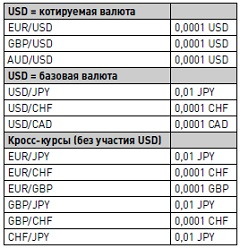 USD = котируемая валюта
EUR/USD 0,0001 USD
GBP/USD 0,0001 USD
AUD/USD 0,0001 USD
USD = базовая валюта
USD/JPY 0,01 JPY
USD/CHF 0,0001 CHF
USD/CAD 0,0001 CAD
Кросс-курсы (без участия USD)
EUR/JPY 0,01 JPY
EUR/CHF 0,0001 CHF
EUR/GBP 0,0001 GBP
GBP/JPY 0,01 JPY
GBP/CHF 0,0001 CHF
CHF/JPY 0,01 JPY